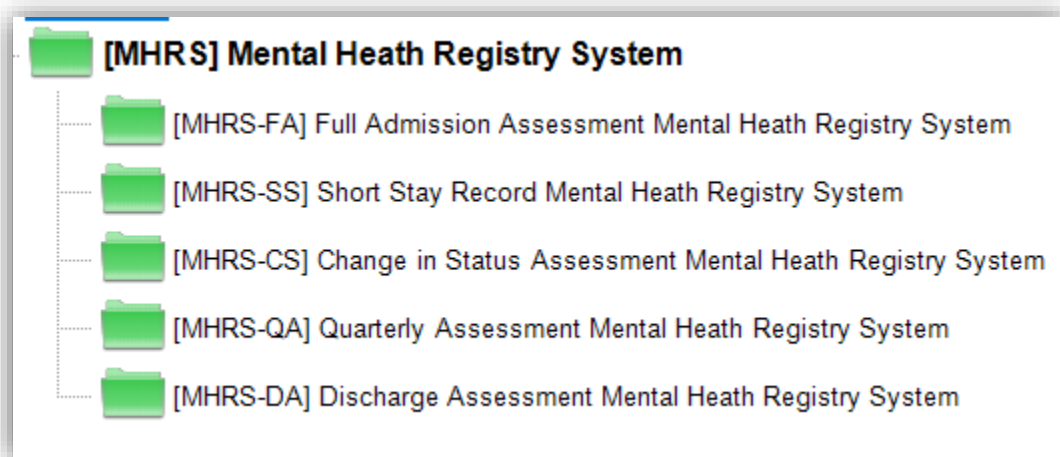 [MHRS] Mental Heath Registry System
[MHRS-FA] Full Admission Assessment Mental Heath Registry System
[MHRS-SS] Short Stay Record Mental Heath Registry System
[MHRS-CS] Change in Status Assessment Mental Heath Registry System
[MHRS-QA] Quarterly Assessment Mental Heath Registry System
[MHRS-DA] Discharge Assessment Mental Heath Registry System